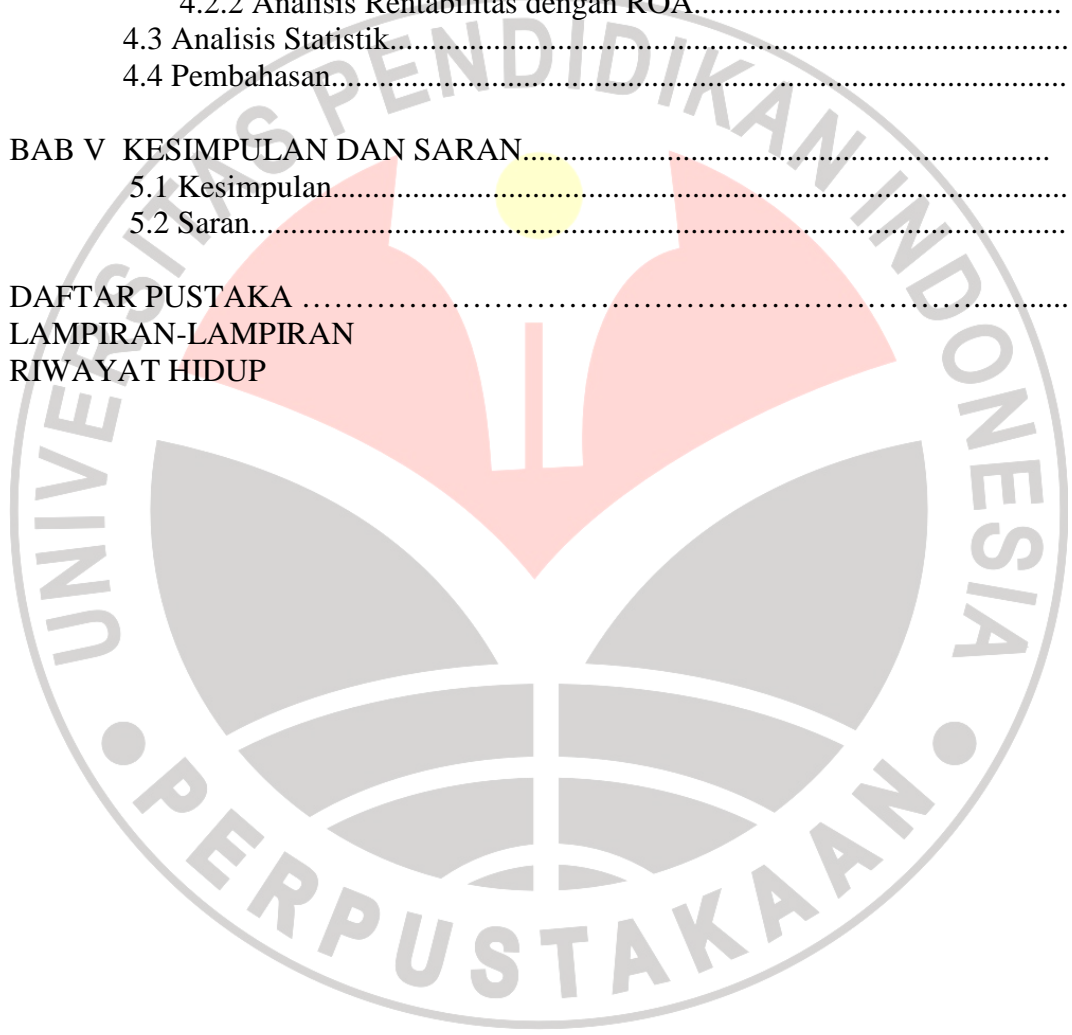 4.2.2 Analisis Rentabilitas dengan ROA..............................................
4.3 Analisis Statistik......................................................................................
4.4 Pembahasan.............................................................................................
BAB V KESIMPULAN DAN SARAN..................................................................
5.1 Kesimpulan.............................................................................................
5.2 Saran.......................................................................................................
DAFTAR PUSTAKA ……………………………………………………….............
LAMPIRAN-LAMPIRAN
RIWAYAT HIDUP
UNIVERSITAS PENDIDIKAN INDONESIA
PERPUSTAKAAN